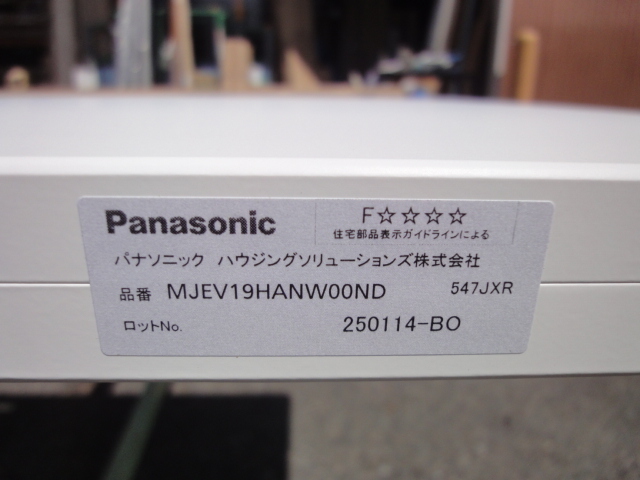 Panasonic
F☆☆☆☆
住宅部品表示ガイドラインによる
パナソニック ハウジングソリューションズ株式会社
品番 MJEV19HANW00ND 547JXR
ロットNo. 250114-BO